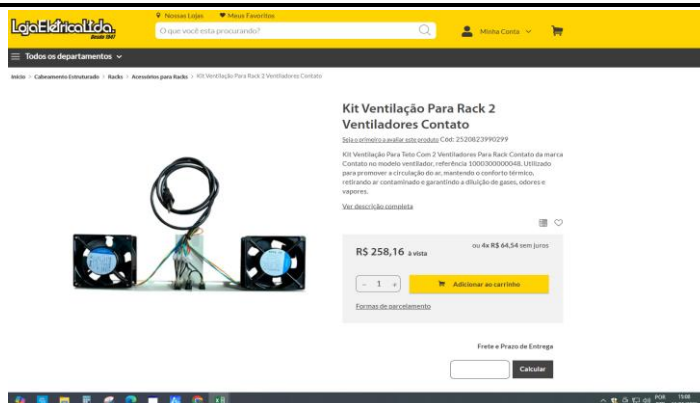 Nossas Lojas Meus Favoritos
LojaElétricaLtda.
Desde 1947
O que você esta procurando?
Minha Conta
Todos os departamentos
Início > Cabeamento Estruturado > Racks > Acessórios para Racks > Kit Ventilação Para Rack 2 Ventiladores Contato
Kit Ventilação Para Rack 2
Ventiladores Contato
Seja o primeiro a avaliar este produto Cód: 2520823990299
Kit Ventilação Para Teto Com 2 Ventiladores Para Rack Contato da marca
Contato no modelo ventilador, referência 1000300000048. Utilizado
para promover a circulação do ar, mantendo o conforto térmico,
retirando ar contaminado e garantindo a diluição de gases, odores e
vapores.
Ver descrição completa
R$ 258,16 à vista
ou 4x R$ 64,54 sem juros
- 1 +
Adicionar ao carrinho
Formas de parcelamento
Frete e Prazo de Entrega
Calcular
POR